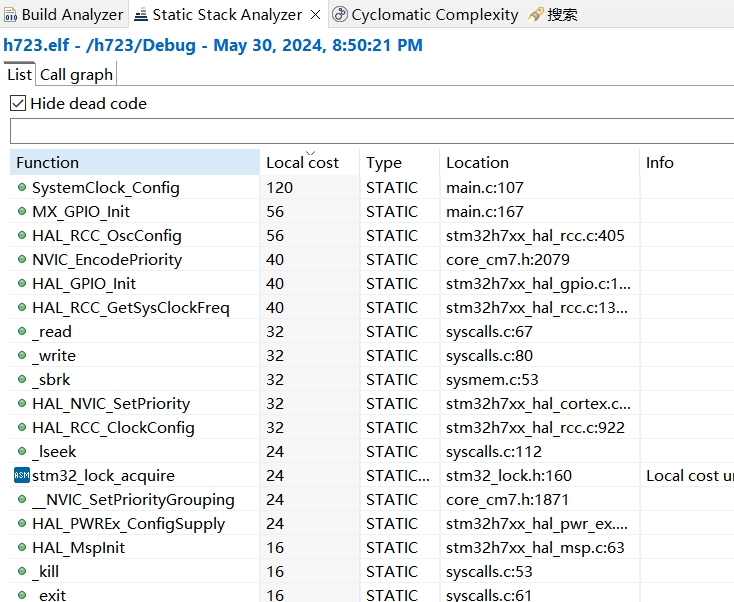 Build Analyzer Static Stack Analyzer Cyclomatic Complexity 搜索
h723.elf - /h723/Debug - May 30, 2024, 8:50:21 PM
List Call graph
Hide dead code
Function Local cost Type Location Info
SystemClock_Config 120 STATIC main.c:107
MX_GPIO_Init 56 STATIC main.c:167
HAL_RCC_OscConfig 56 STATIC stm32h7xx_hal_rcc.c:405
NVIC_EncodePriority 40 STATIC core_cm7.h:2079
HAL_GPIO_Init 40 STATIC stm32h7xx_hal_gpio.c:1...
HAL_RCC_GetSysClockFreq 40 STATIC stm32h7xx_hal_rcc.c:13...
_read 32 STATIC syscalls.c:67
_write 32 STATIC syscalls.c:80
_sbrk 32 STATIC sysmem.c:53
HAL_NVIC_SetPriority 32 STATIC stm32h7xx_hal_cortex.c...
HAL_RCC_ClockConfig 32 STATIC stm32h7xx_hal_rcc.c:922
_lseek 24 STATIC syscalls.c:112
ASM stm32_lock_acquire 24 STATIC... stm32_lock.h:160 Local cost un
__NVIC_SetPriorityGrouping 24 STATIC core_cm7.h:1871
HAL_PWREx_ConfigSupply 24 STATIC stm32h7xx_hal_pwr_ex....
HAL_MspInit 16 STATIC stm32h7xx_hal_msp.c:63
_kill 16 STATIC syscalls.c:53
_exit 16 STATIC syscalls.c:61